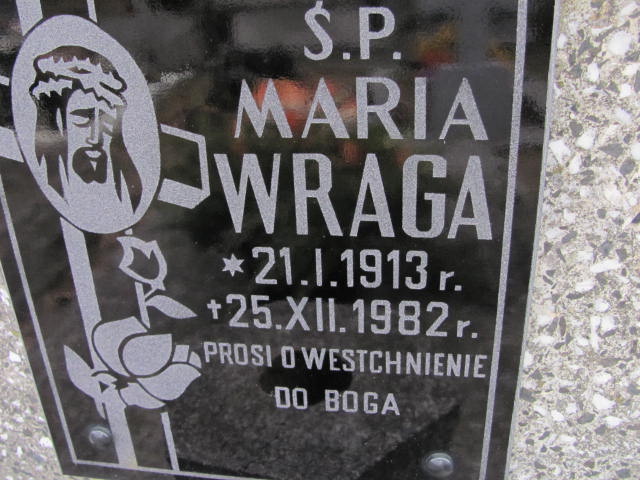 Ś.P.
MARIA
WRAGA
* 21.I.1913 r.
+ 25.XII.1982 r.
PROSI O WESTCHNIENIE
DO BOGA